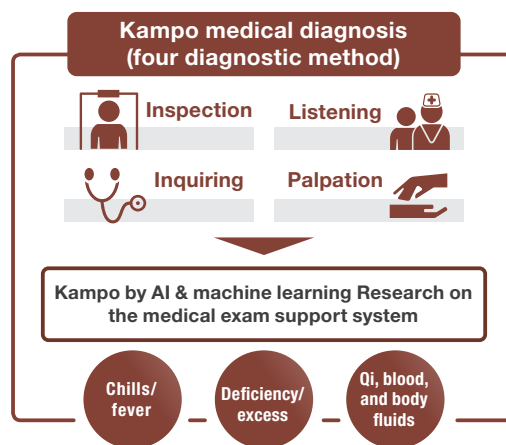 Kampo medical diagnosis
(four diagnostic method)
Inspection
Listening
Inquiring
Palpation
Kampo by AI & machine learning Research on
the medical exam support system
Chills/
fever
Deficiency/
excess
Qi, blood,
and body
fluids